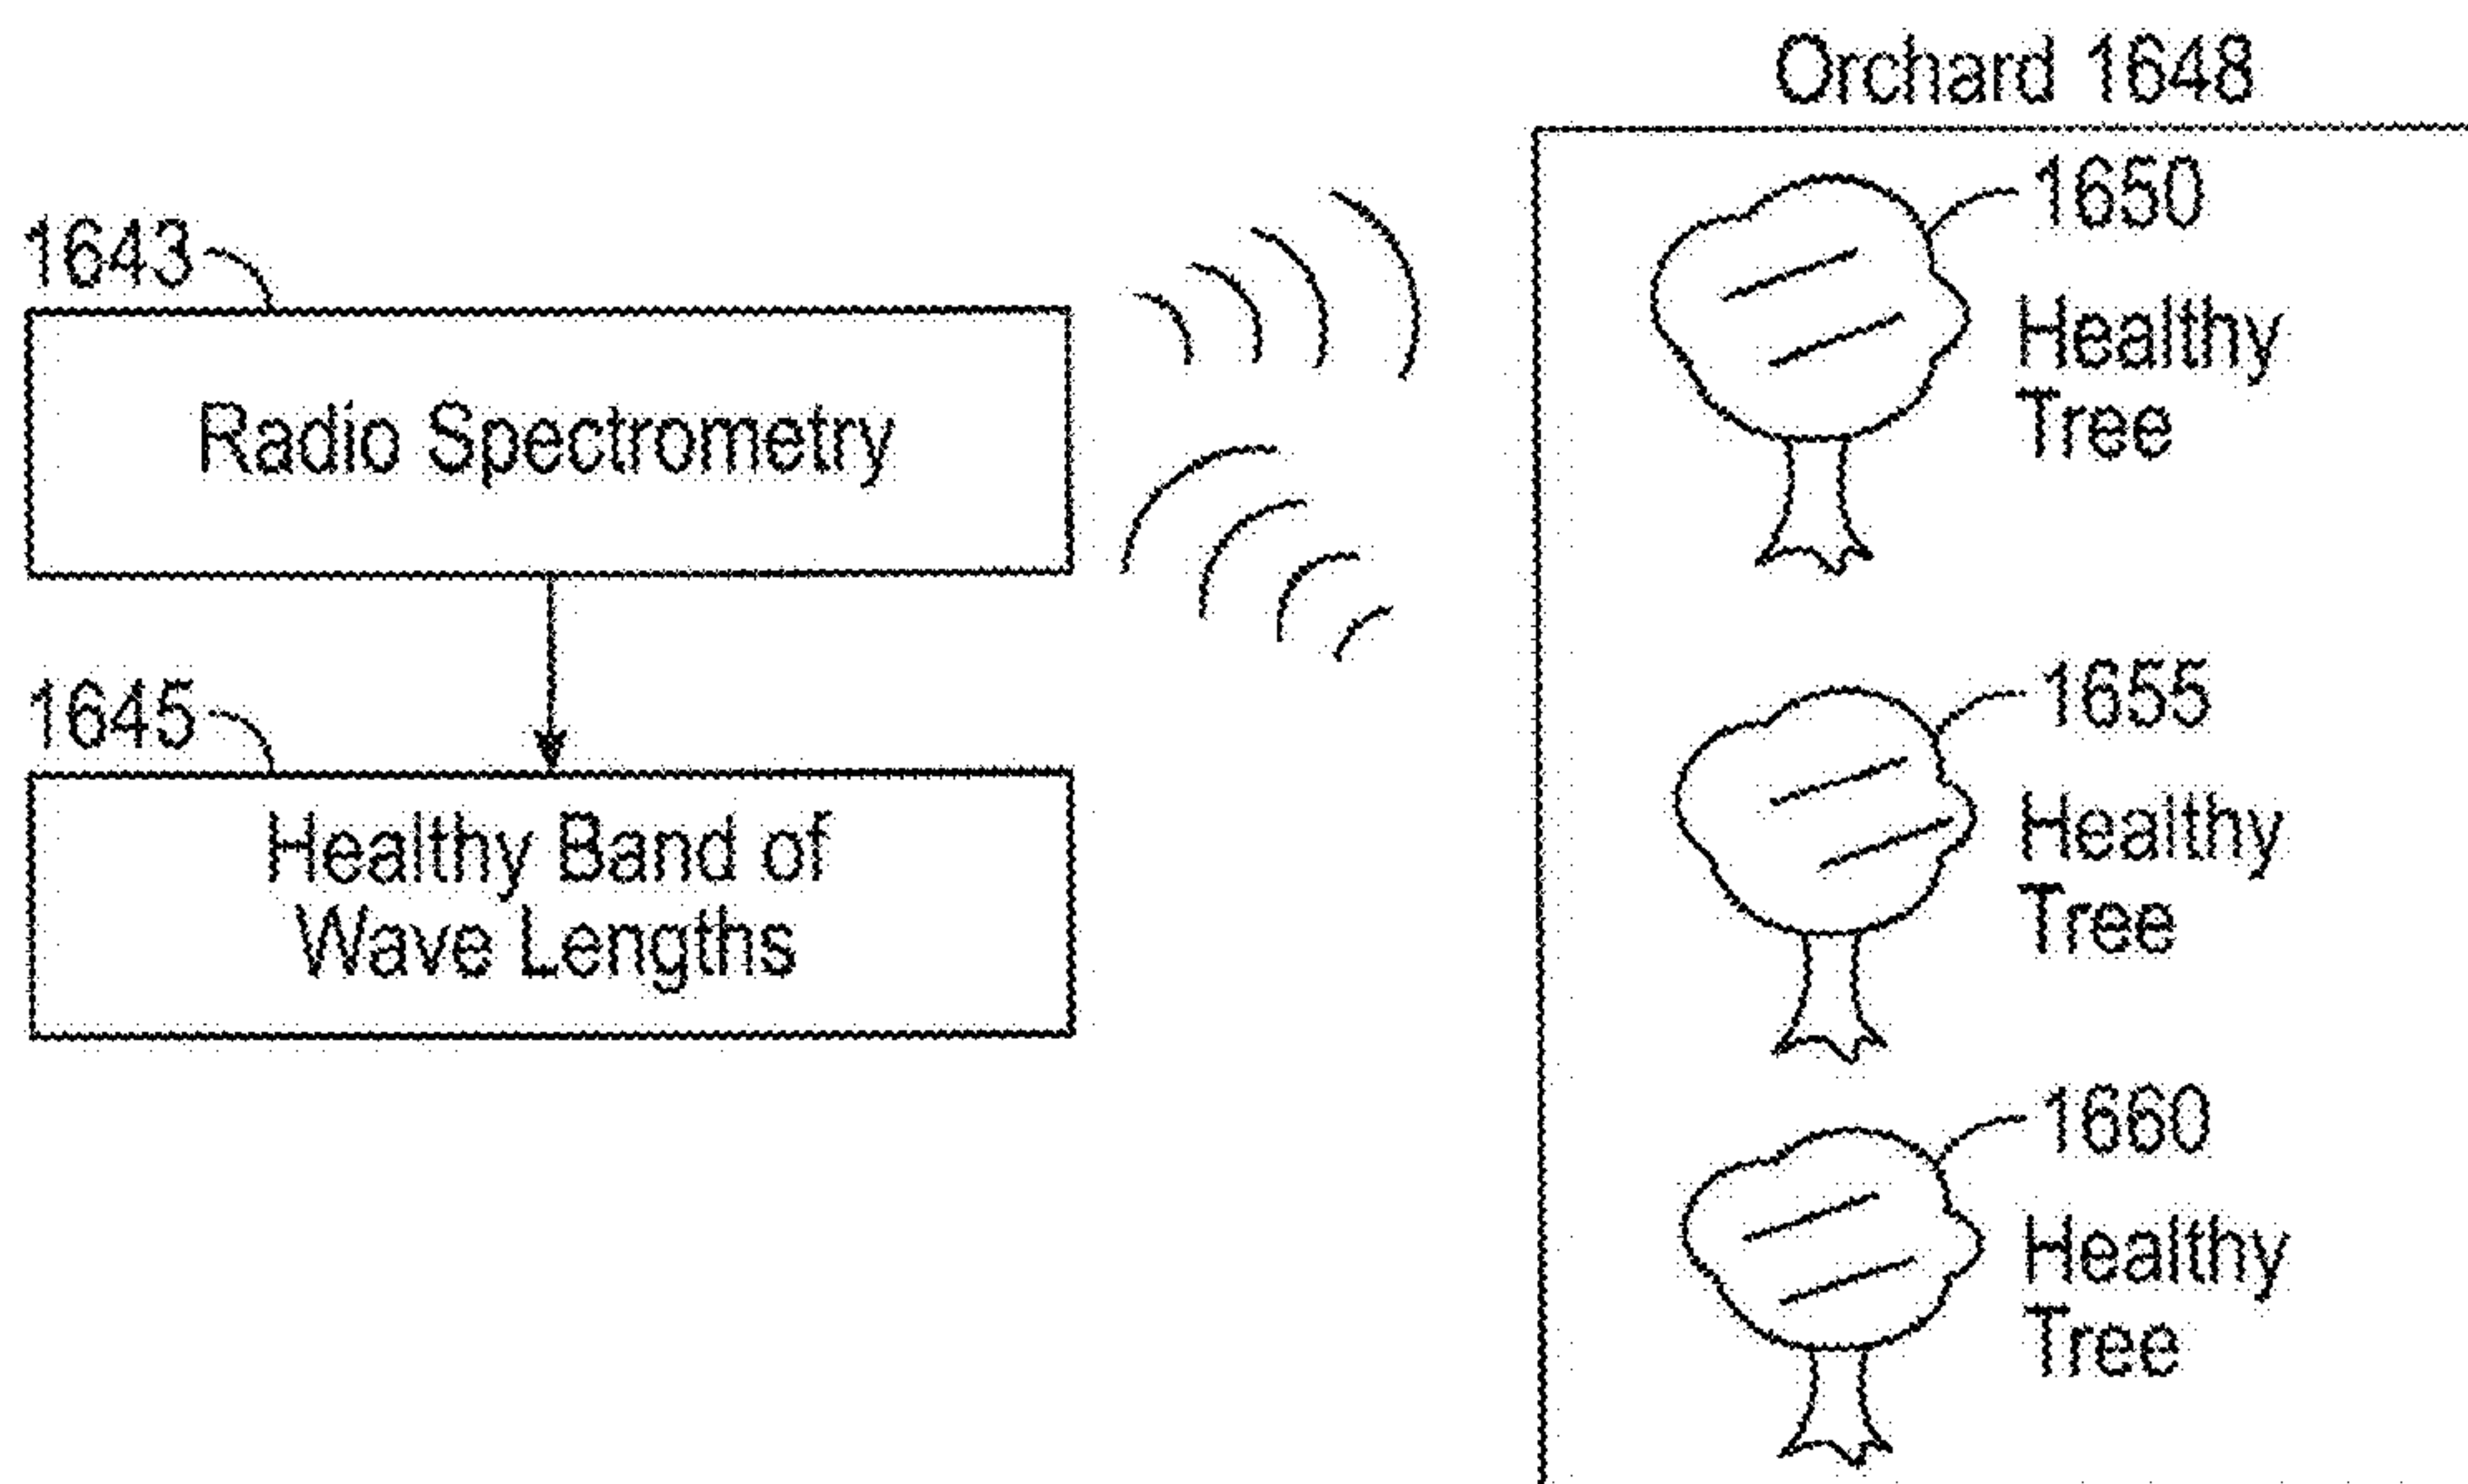 Orchard 1648
1643
Radio Spectrometry
1645
Healthy Band of
Wave Lengths
1650
Healthy
Tree
1655
Healthy
Tree
1660
Healthy
Tree